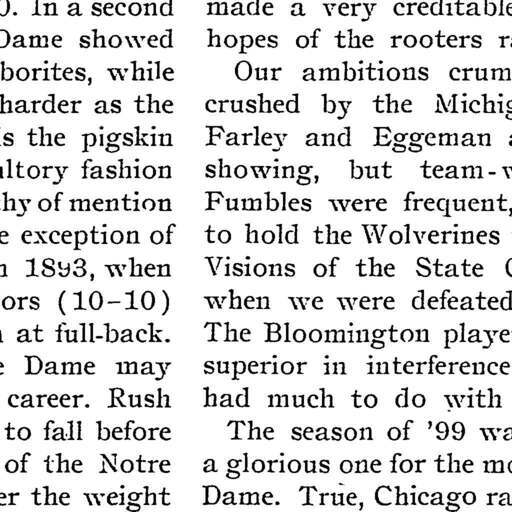 0. In a second
Dame showed
borites, while
harder as the
the pigskin
ultory fashion
hy of mention
exception of
1893, when
ors (10–10)
at full-back.
Dame may
career. Rush
to fall before
of the Notre
er the weight
made a very creditable
hopes of the rooters
Our ambitions crum
crushed by the Michig
Farley and Eggeman
showing, but team-
Fumbles were frequent,
to hold the Wolverines
Visions of the State
when we were defeated
The Bloomington playe
superior in interference
had much to do with
The season of '99 wa
a glorious one for the mo
Dame. True, Chicago ra